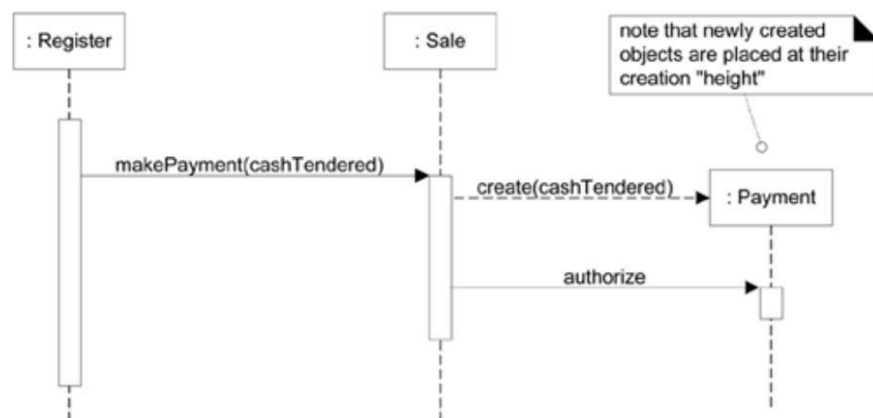 : Register
: Sale
note that newly created
objects are placed at their
creation "height"
makePayment(cashTendered)
create(cashTendered)
: Payment
authorize